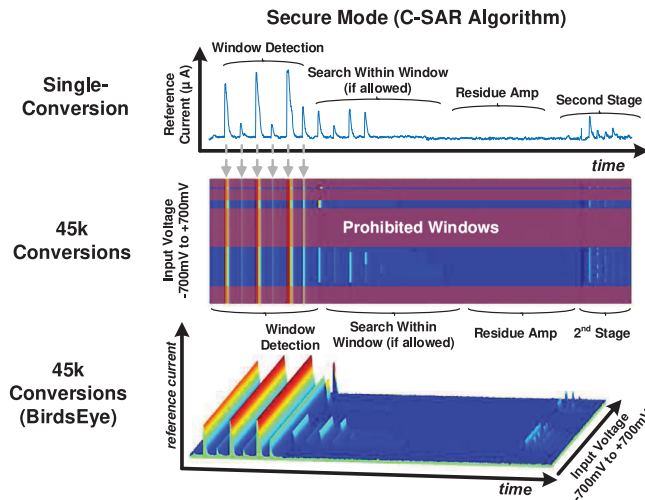 Secure Mode (C-SAR Algorithm)
Single-
Conversion
Reference
Current (µ A)
Window Detection
Search Within Window
(if allowed)
Residue Amp
Second Stage
time
45k
Conversions
Input Voltage
-700mV to +700mV
Prohibited Windows
Window
Detection
Search Within
Window (if allowed)
Residue Amp
2nd Stage
45k
Conversions
(BirdsEye)
reference current
time
Input Voltage
-700mV to +700mV